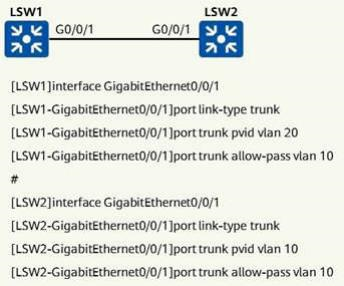 LSW1 LSW2
G0/0/1 G0/0/1
[LSW1]interface GigabitEthernet0/0/1
[LSW1-GigabitEthernet0/0/1]port link-type trunk
[LSW1-GigabitEthernet0/0/1]port trunk pvid vlan 20
[LSW1-GigabitEthernet0/0/1]port trunk allow-pass vlan 10
#
[LSW2]interface GigabitEthernet0/0/1
[LSW2-GigabitEthernet0/0/1]port link-type trunk
[LSW2-GigabitEthernet0/0/1]port trunk pvid vlan 10
[LSW2-GigabitEthernet0/0/1]port trunk allow-pass vlan 10